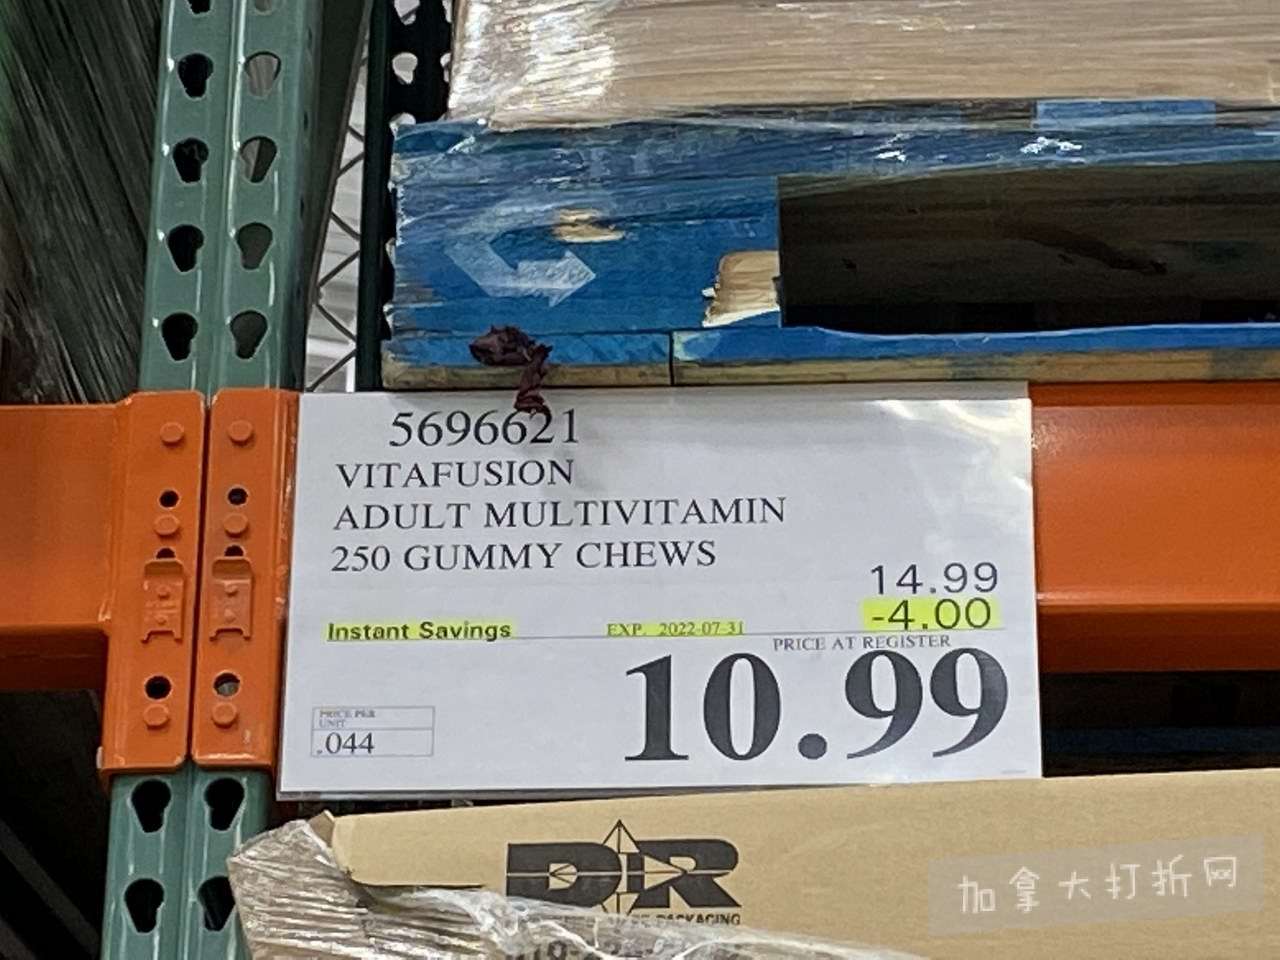 5696621
VITAFUSION
ADULT MULTIVITAMIN
250 GUMMY CHEWS
14.99
Instant Savings EXP. 2022-07-31 -4.00
PRICE AT REGISTER
10.99
PRICE PER
UNIT
.044
DR
PACKAGING
加拿大打折网